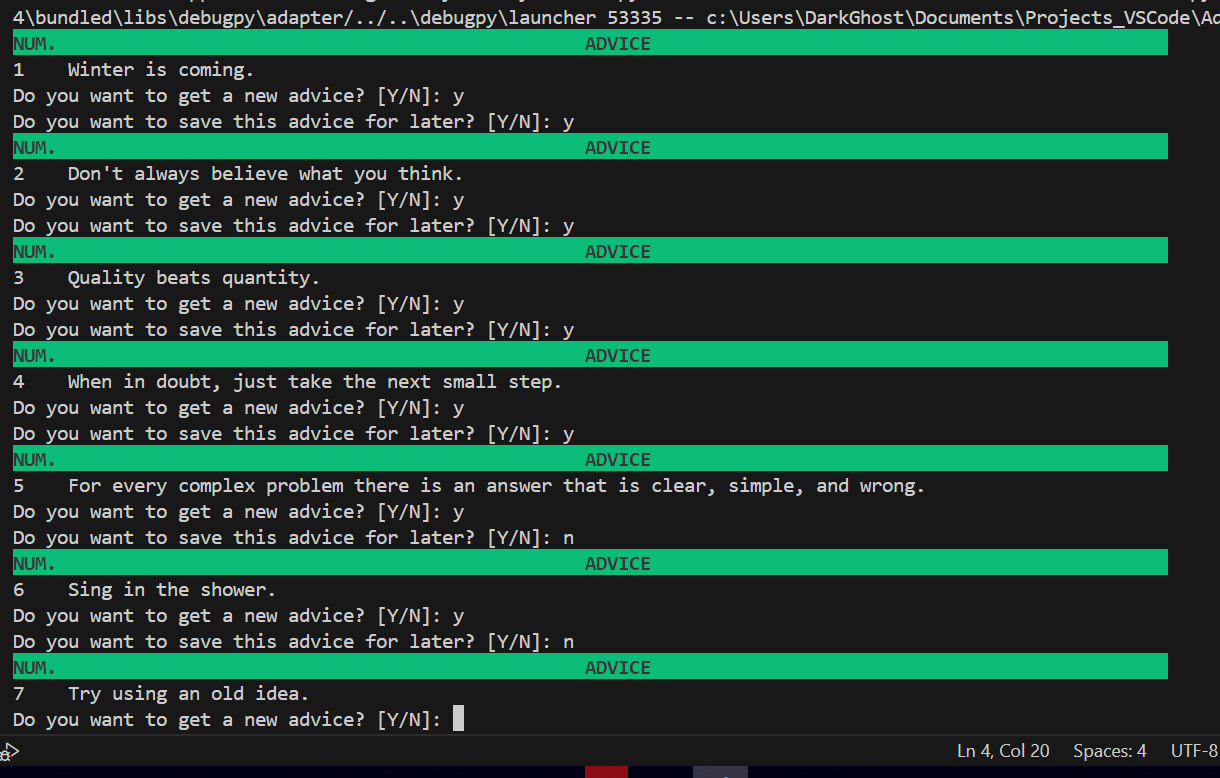 4\bundled\libs\debugpy\adapter/../..\debugpy\launcher 53335 -- c:\Users\DarkGhost\Documents\Projects_VSCode\Ad
NUM. ADVICE
1 Winter is coming.
Do you want to get a new advice? [Y/N]: y
Do you want to save this advice for later? [Y/N]: y
NUM. ADVICE
2 Don't always believe what you think.
Do you want to get a new advice? [Y/N]: y
Do you want to save this advice for later? [Y/N]: y
NUM. ADVICE
3 Quality beats quantity.
Do you want to get a new advice? [Y/N]: y
Do you want to save this advice for later? [Y/N]: y
NUM. ADVICE
4 When in doubt, just take the next small step.
Do you want to get a new advice? [Y/N]: y
Do you want to save this advice for later? [Y/N]: y
NUM. ADVICE
5 For every complex problem there is an answer that is clear, simple, and wrong.
Do you want to get a new advice? [Y/N]: y
Do you want to save this advice for later? [Y/N]: n
NUM. ADVICE
6 Sing in the shower.
Do you want to get a new advice? [Y/N]: y
Do you want to save this advice for later? [Y/N]: n
NUM. ADVICE
7 Try using an old idea.
Do you want to get a new advice? [Y/N]:
Ln 4, Col 20 Spaces: 4 UTF-8